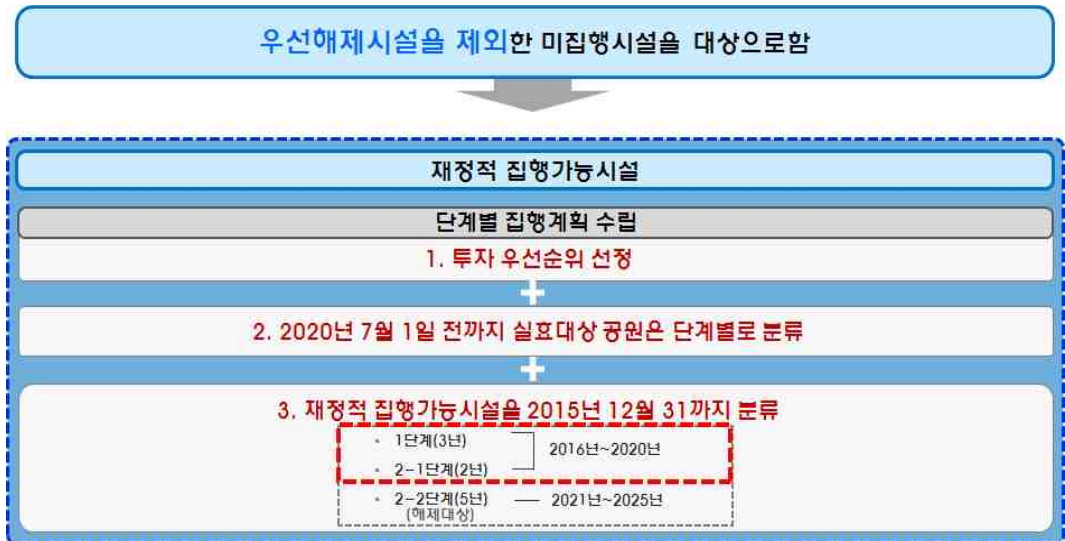 우선해제시설을 제외한 미집행시설을 대상으로함
재정적 집행가능시설
단계별 집행계획 수립
1. 투자 우선순위 선정
+
2. 2020년 7월 1일 전까지 실효대상 공원은 단계별로 분류
+
3. 재정적 집행가능시설을 2015년 12월 31까지 분류
• 1단계(3년)
2016년~2020년
• 2-1단계(2년)
• 2-2단계(5년) — 2021년~2025년
(해제대상)